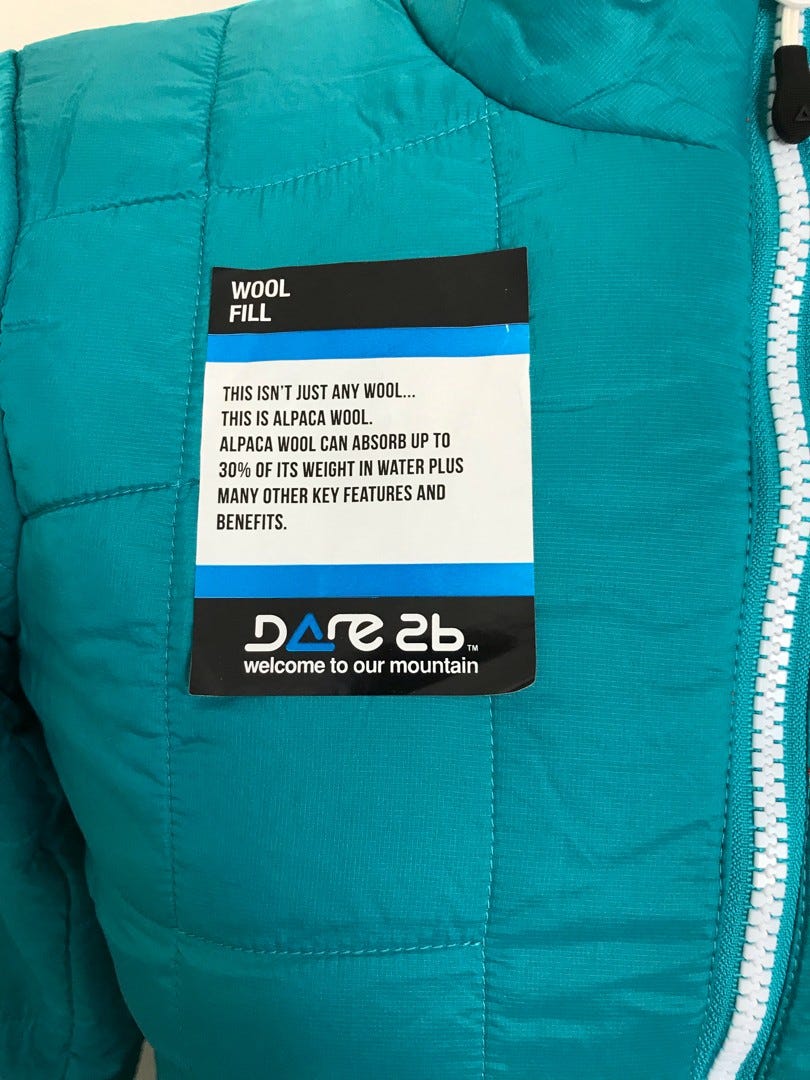 WOOL
FILL
THIS ISN'T JUST ANY WOOL...
THIS IS ALPACA WOOL.
ALPACA WOOL CAN ABSORB UP TO
30% OF ITS WEIGHT IN WATER PLUS
MANY OTHER KEY FEATURES AND
BENEFITS.
DARE 2b™
welcome to our mountain